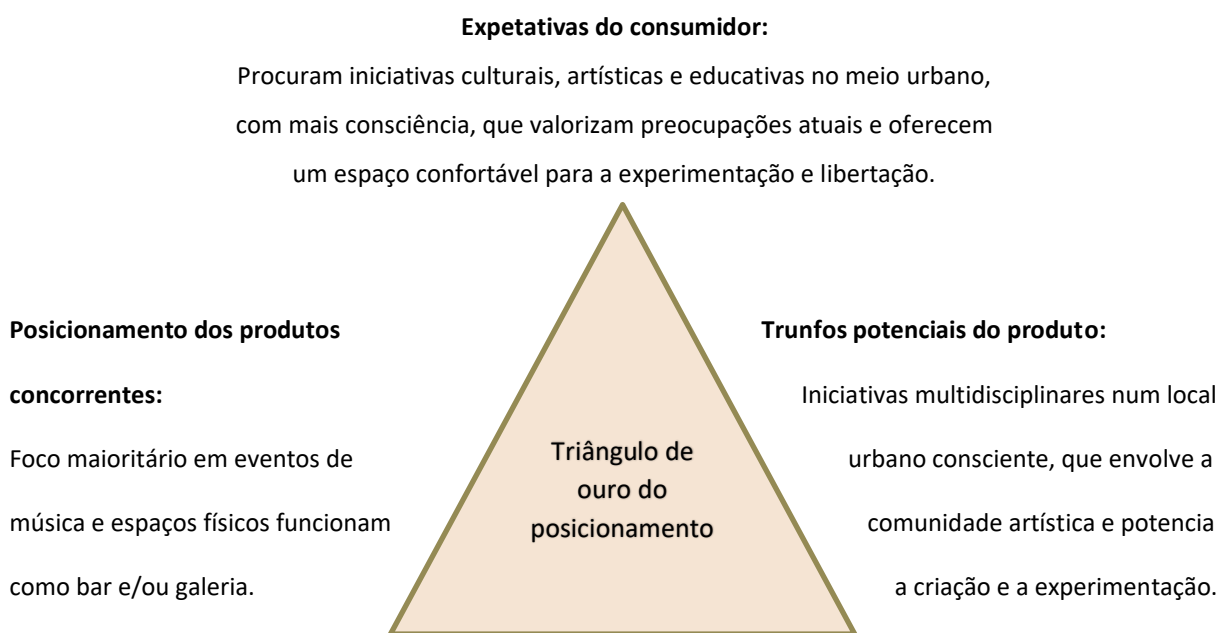 Expetativas do consumidor:
Procuram iniciativas culturais, artísticas e educativas no meio urbano,
com mais consciência, que valorizam preocupações atuais e oferecem
um espaço confortável para a experimentação e libertação.
Posicionamento dos produtos
concorrentes:
Foco maioritário em eventos de
música e espaços físicos funcionam
como bar e/ou galeria.
Triângulo de
ouro do
posicionamento
Trunfos potenciais do produto:
Iniciativas multidisciplinares num local
urbano consciente, que envolve a
comunidade artística e potencia
a criação e a experimentação.